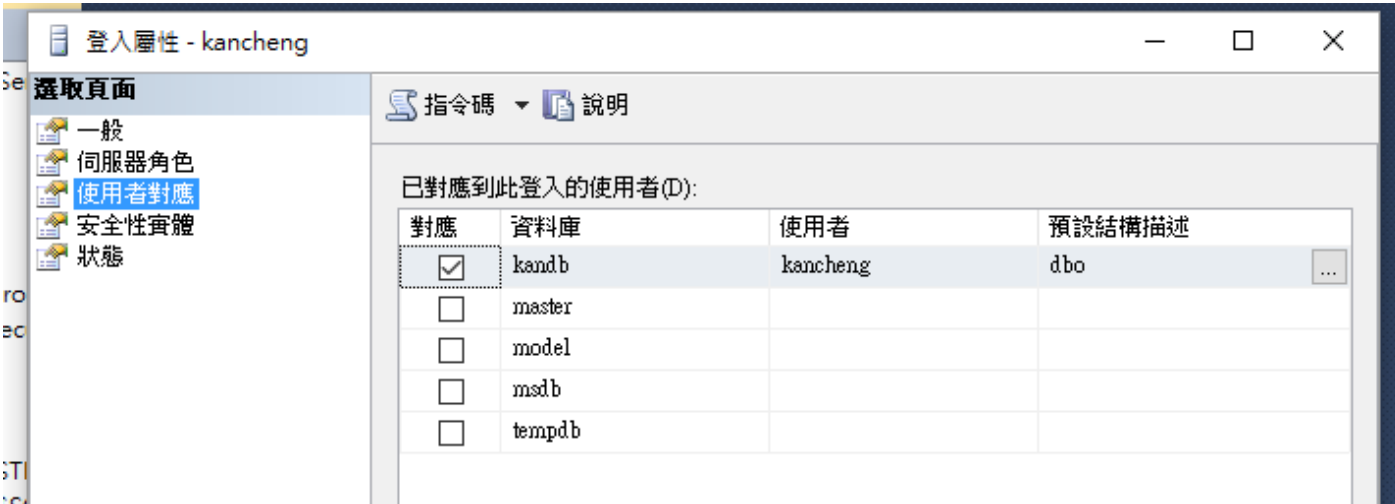 登入屬性 - kancheng
選取頁面
一般
伺服器角色
使用者對應
安全性實體
狀態
指令碼 說明
已對應到此登入的使用者(D):
對應 資料庫 使用者 預設結構描述
kandb kancheng dbo ...
master
model
msdb
tempdb